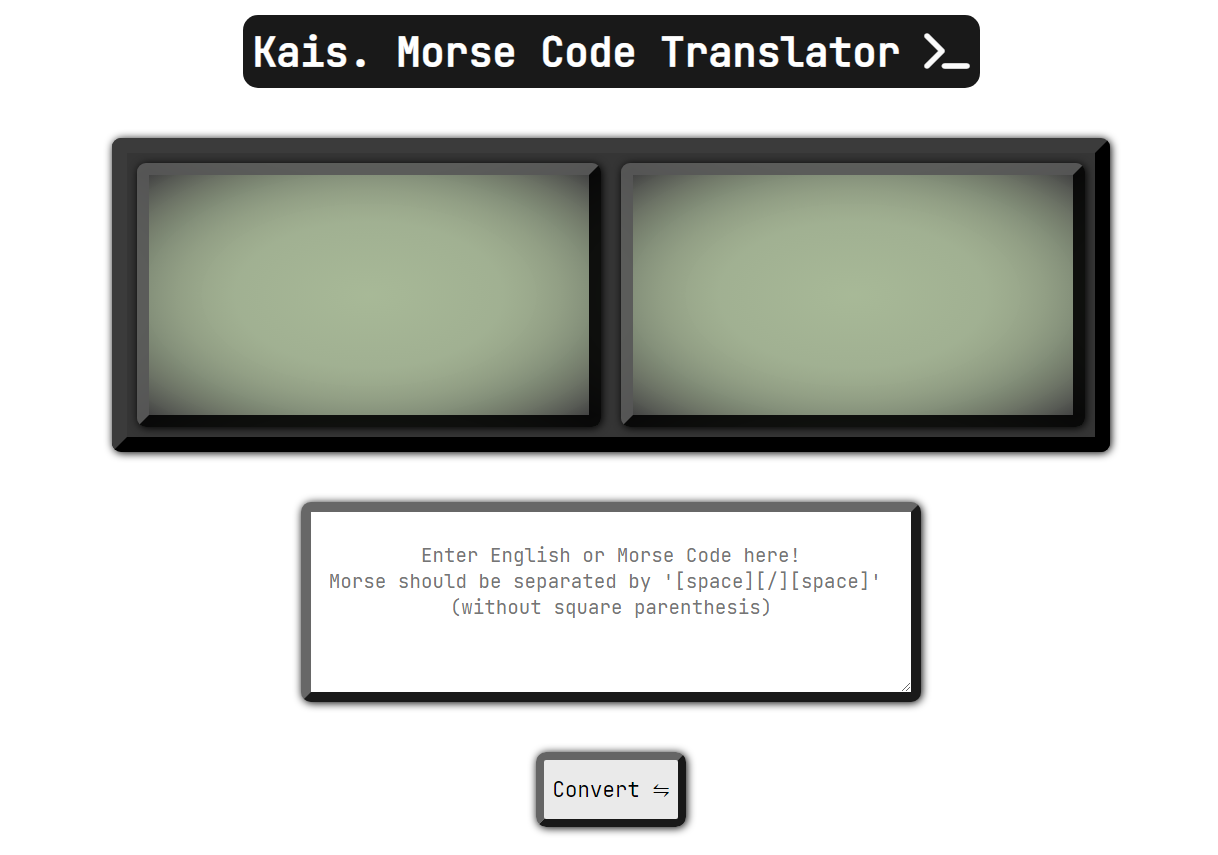 Kais. Morse Code Translator >_
Enter English or Morse Code here!
Morse should be separated by '[space][/][space]'
(without square parenthesis)
Convert ⇋